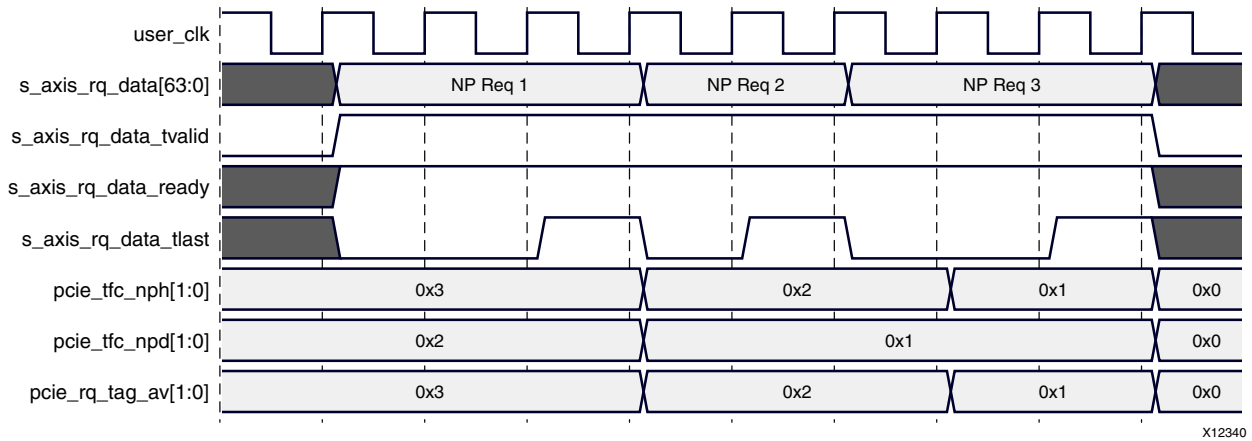 user_clk
s_axis_rq_data[63:0] NP Req 1 NP Req 2 NP Req 3
s_axis_rq_data_tvalid
s_axis_rq_data_ready
s_axis_rq_data_tlast
pcie_tfc_nph[1:0] 0x3 0x2 0x1 0x0
pcie_tfc_npd[1:0] 0x2 0x1 0x0
pcie_rq_tag_av[1:0] 0x3 0x2 0x1 0x0
X12340